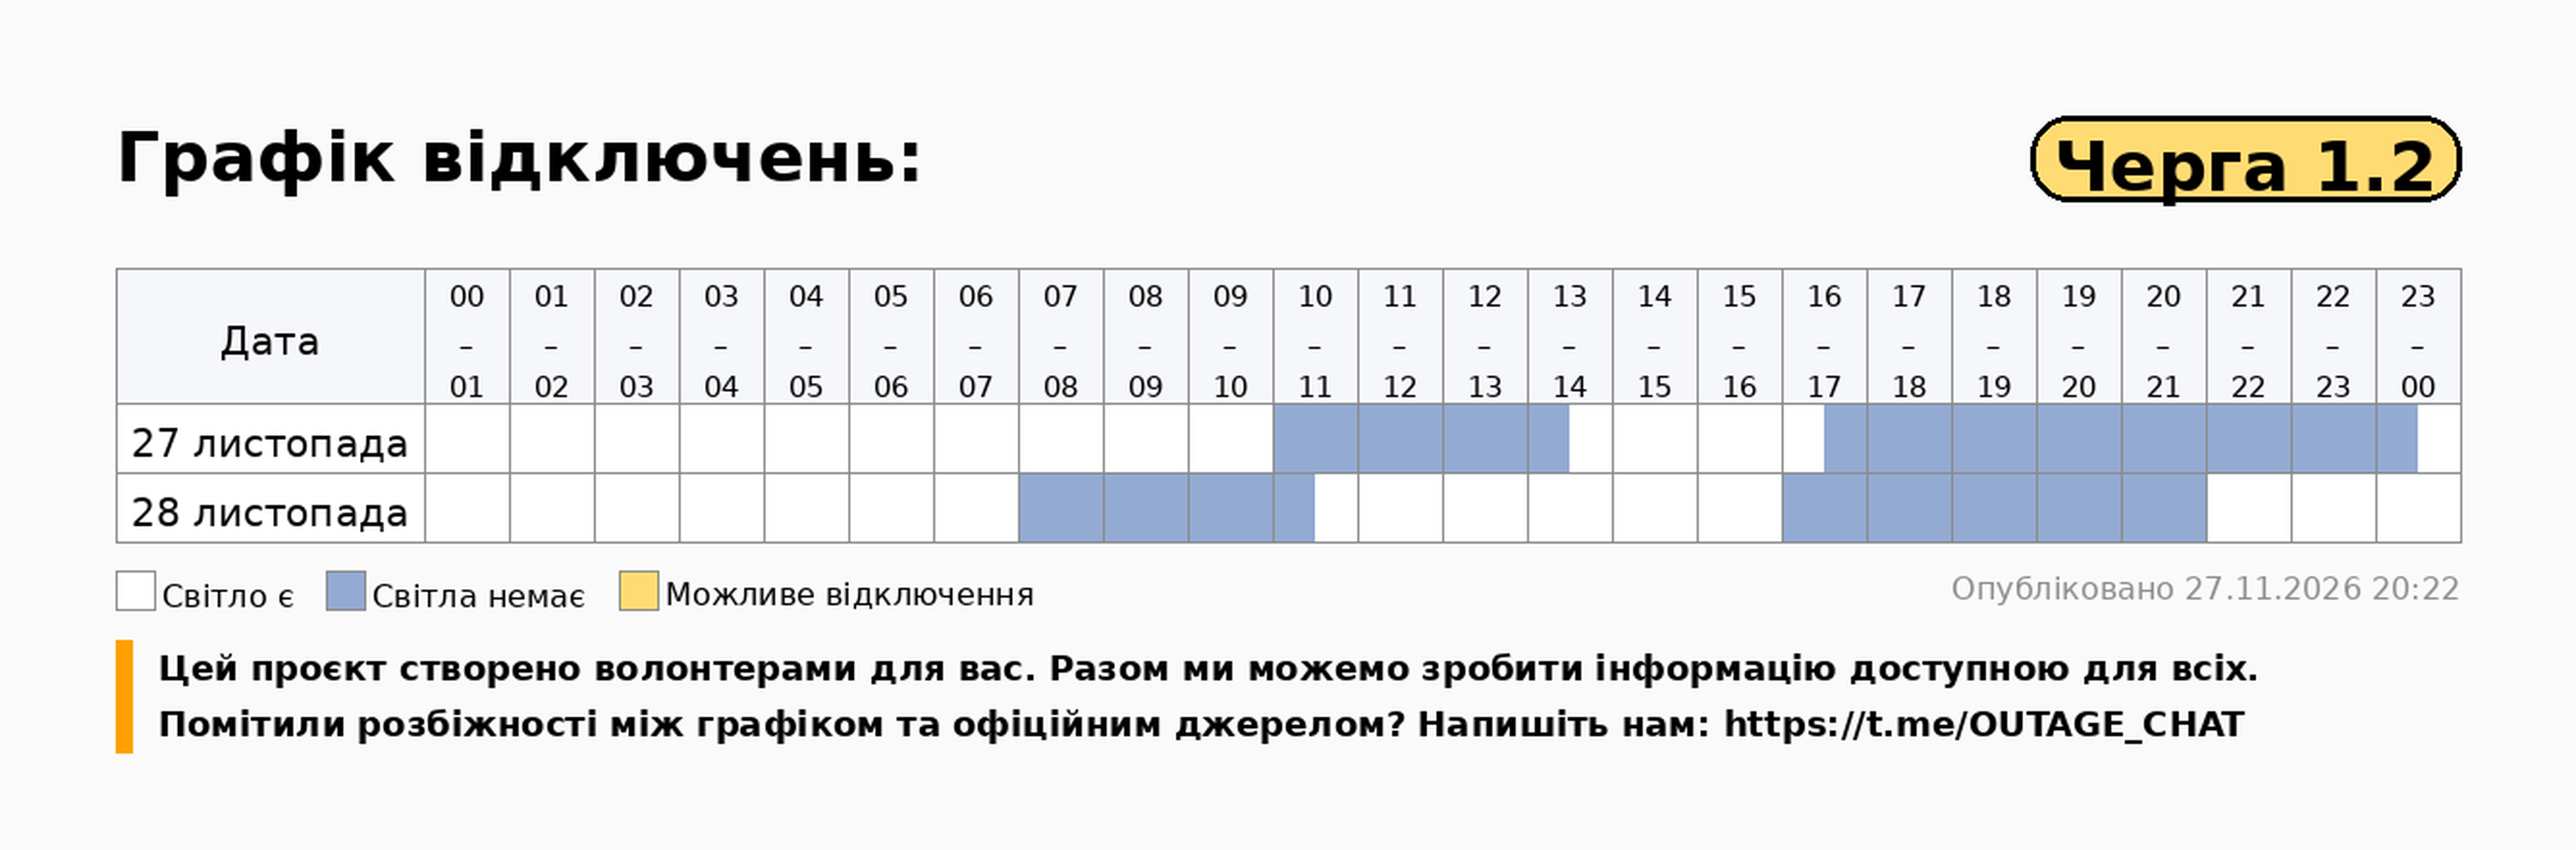 Графік відключень:
Черга 1.2
Дата
00 – 01
01 – 02
02 – 03
03 – 04
04 – 05
05 – 06
06 – 07
07 – 08
08 – 09
09 – 10
10 – 11
11 – 12
12 – 13
13 – 14
14 – 15
15 – 16
16 – 17
17 – 18
18 – 19
19 – 20
20 – 21
21 – 22
22 – 23
23 – 00
27 листопада
28 листопада
Світло є
Світла немає
Можливе відключення
Опубліковано 27.11.2026 20:22
Цей проєкт створено волонтерами для вас. Разом ми можемо зробити інформацію доступною для всіх.
Помітили розбіжності між графіком та офіційним джерелом? Напишіть нам: https://t.me/OUTAGE_CHAT